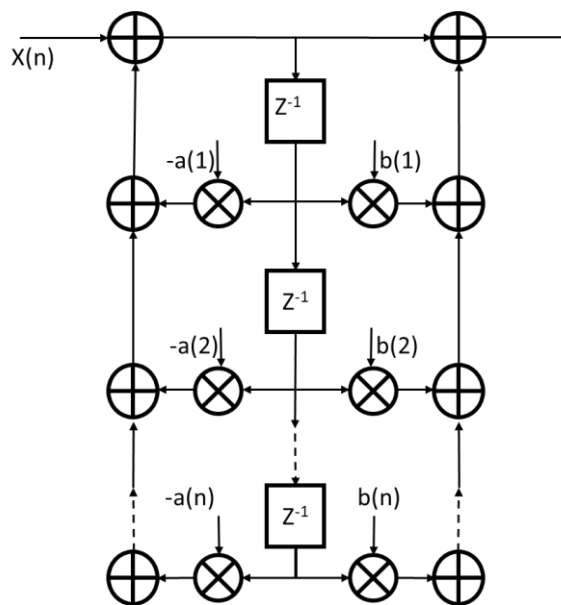 X(n)
Z⁻¹
-a(1) b(1)
Z⁻¹
-a(2) b(2)
-a(n) b(n)
Z⁻¹